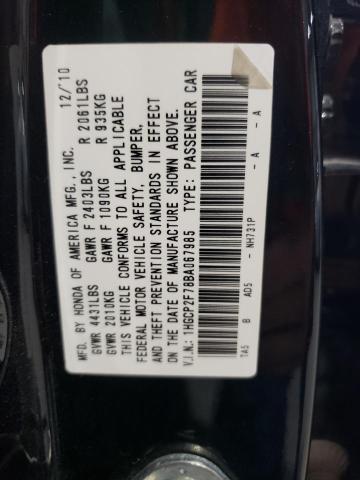 MFD. BY HONDA OF AMERICA MFG., INC. 12/10
GVWR 4431LBS GAWR F 2403LBS R 2061LBS
GVWR 2010KG GAWR F 1090KG R 935KG
THIS VEHICLE CONFORMS TO ALL APPLICABLE
FEDERAL MOTOR VEHICLE SAFETY, BUMPER,
AND THEFT PREVENTION STANDARDS IN EFFECT
ON THE DATE OF MANUFACTURE SHOWN ABOVE.
V.I.N.: 1HGCP2F78BA067985 TYPE: PASSENGER CAR
TA5 B AD5 - NH731P - A - A